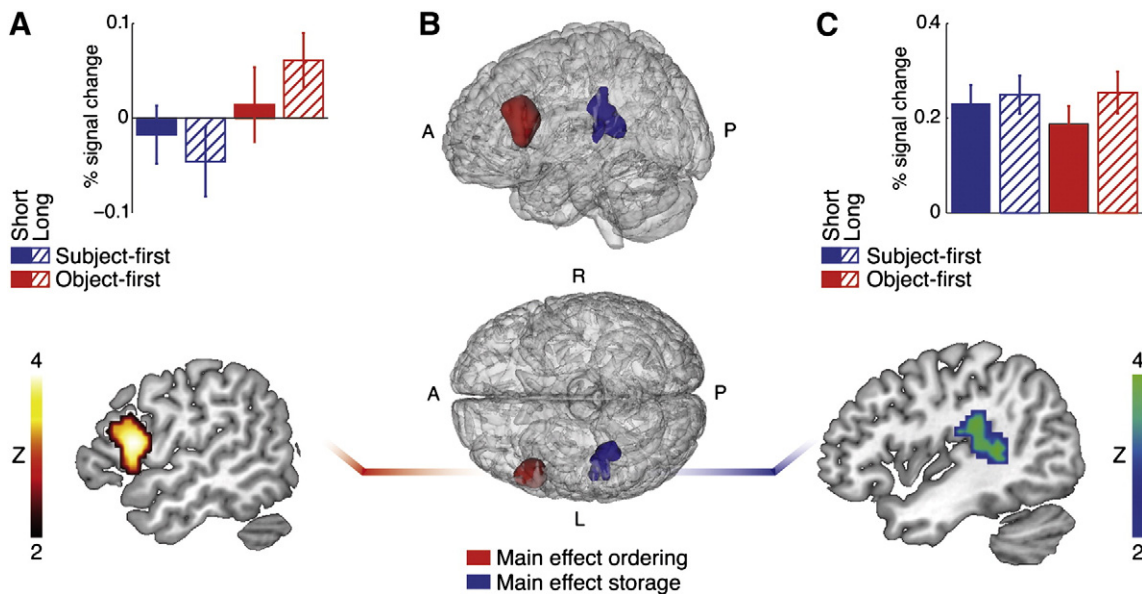 A
% signal change
0.1
0
−0.1
Short
Long
Subject-first
Object-first
4
Z
2
B
A
P
R
A
P
L
Main effect ordering
Main effect storage
C
% signal change
0.4
0.2
0
Short
Long
Subject-first
Object-first
4
Z
2